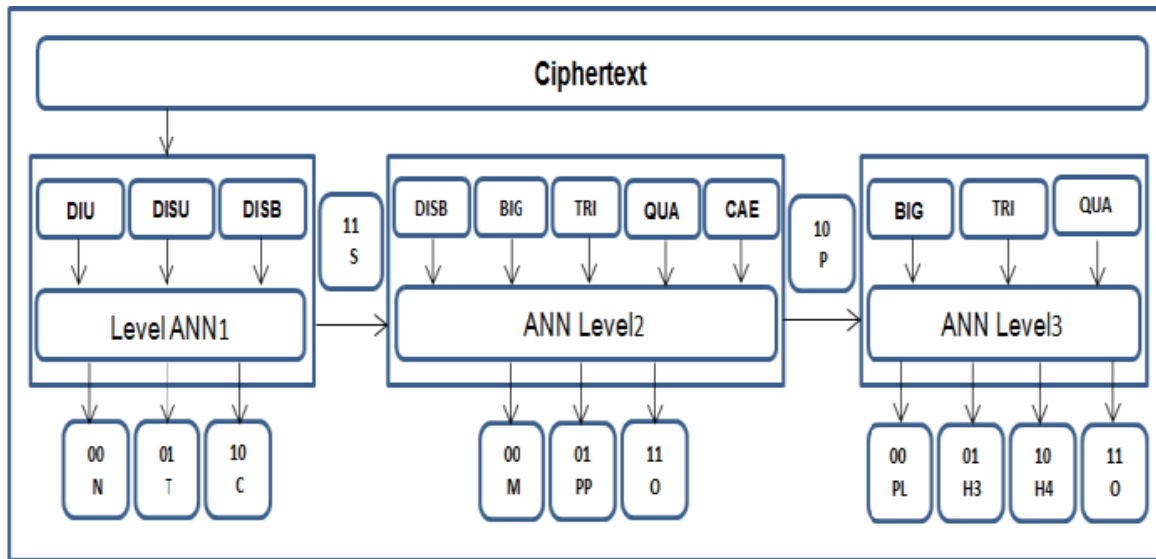 Ciphertext
DIU DISU DISB
11
S
DISB BIG TRI QUA CAE
10
P
BIG TRI QUA
Level ANN1
ANN Level2
ANN Level3
00
N
01
T
10
C
00
M
01
PP
11
O
00
PL
01
H3
10
H4
11
O